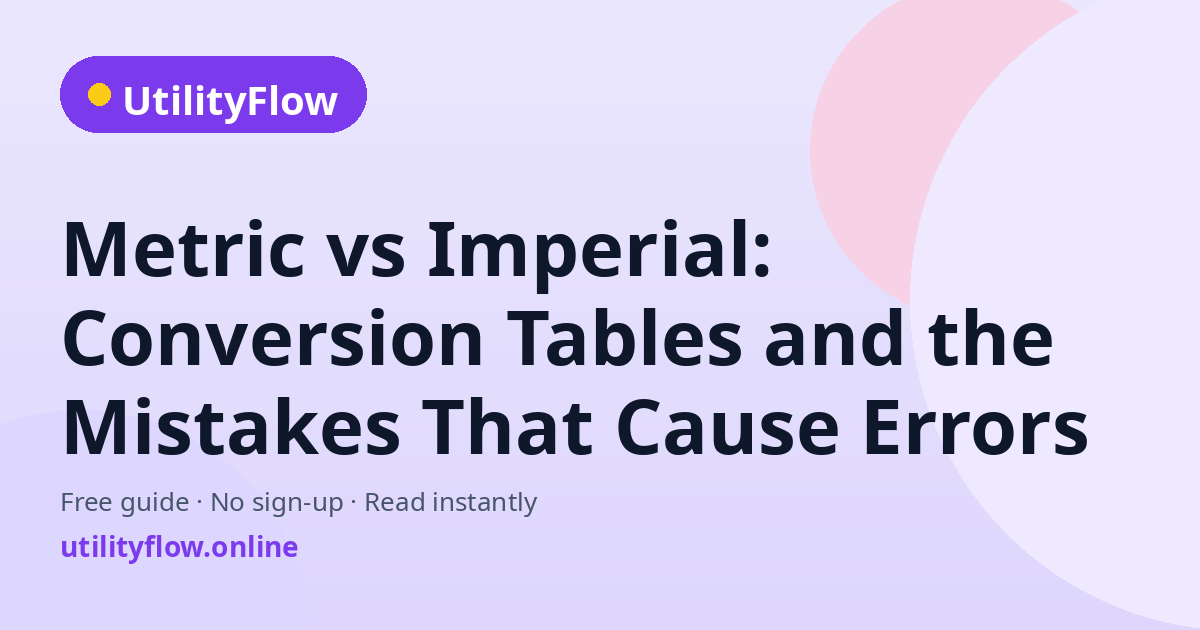 UtilityFlow
Metric vs Imperial:
Conversion Tables and the
Mistakes That Cause Errors
Free guide · No sign-up · Read instantly
utilityflow.online